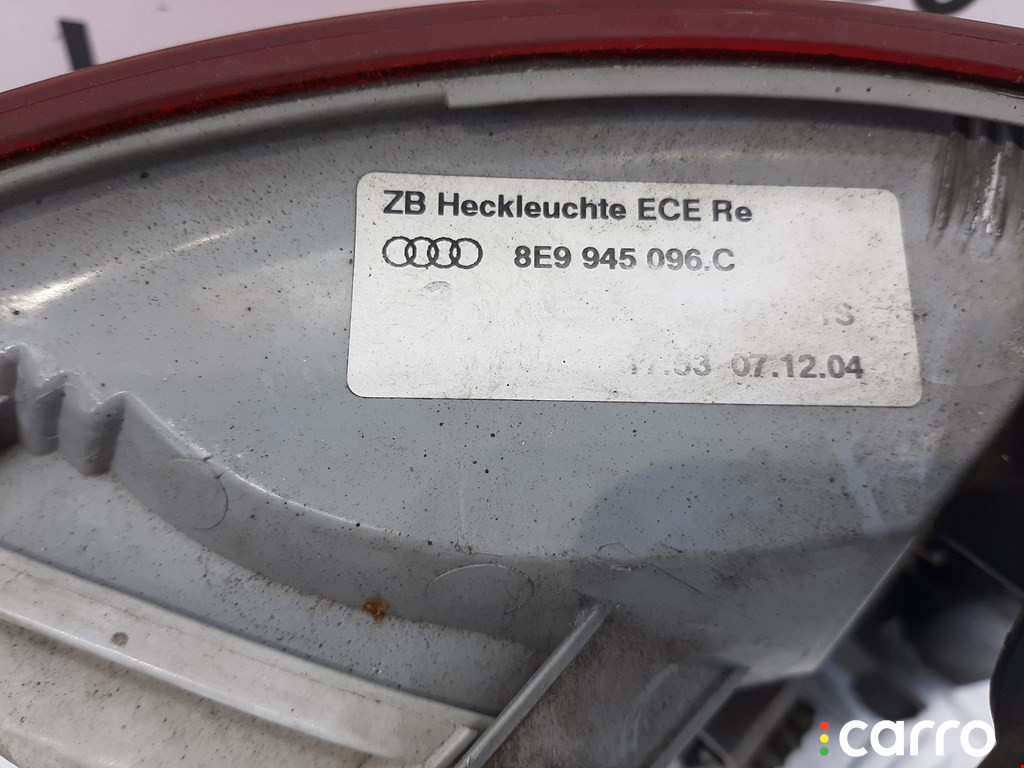 ZB Heckleuchte ECE Re
8E9 945 096.C
07.12.04
carro